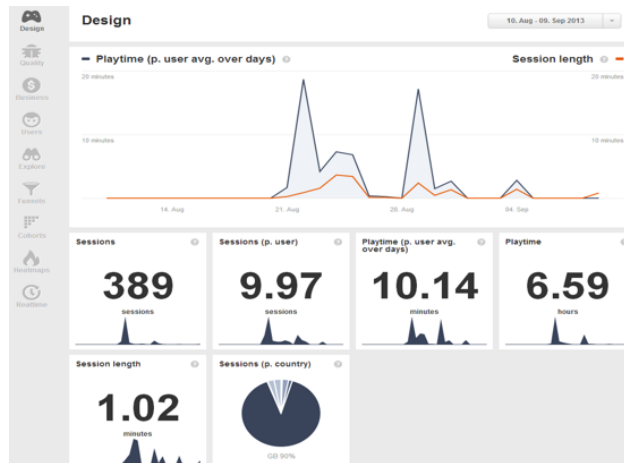 Design
Design
10. Aug - 09. Sep 2013
Quality
Business
Users
Explore
Funnels
Cohorts
Heatmaps
Realtime
Playtime (p. user avg. over days)
Session length
20 minutes
20 minutes
10 minutes
10 minutes
14. Aug
21. Aug
28. Aug
04. Sep
Sessions
389
sessions
Sessions (p. user)
9.97
sessions
Playtime (p. user avg.
over days)
10.14
minutes
Playtime
6.59
hours
Session length
1.02
minutes
Sessions (p. country)
GB 90%